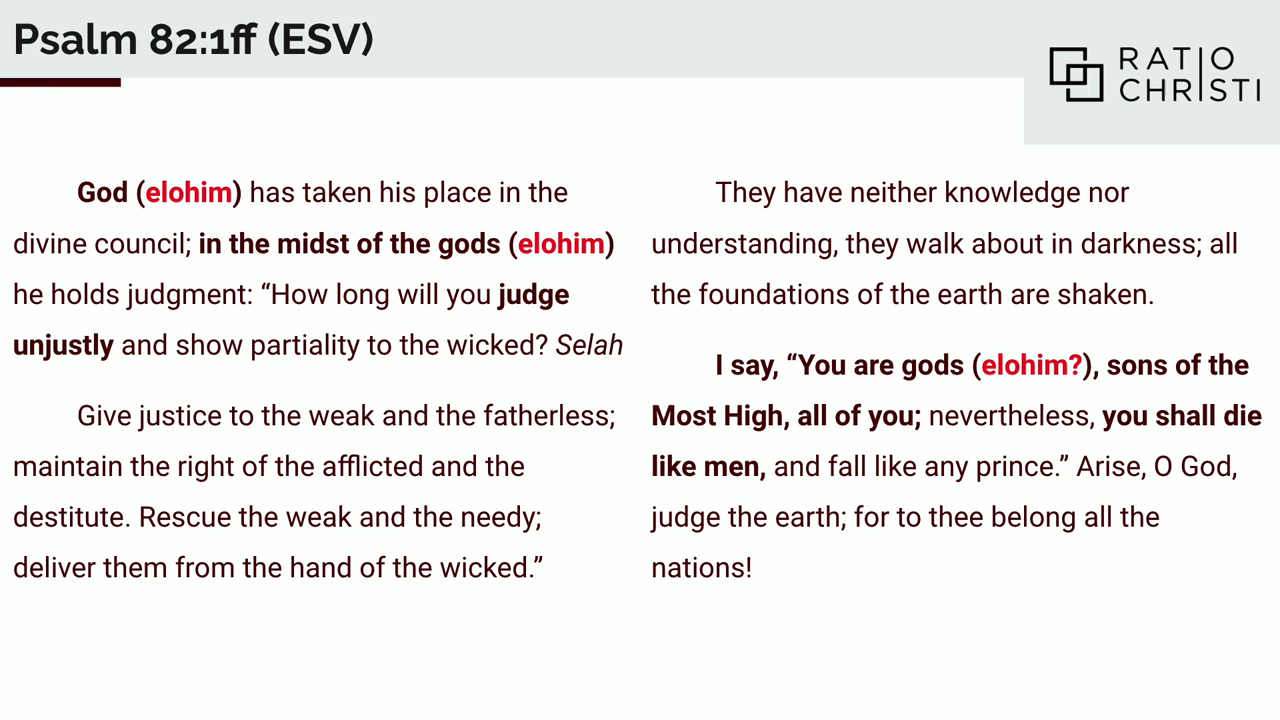 Psalm 82:1ff (ESV)
RATIO
CHRISTI
God (elohim) has taken his place in the
divine council; in the midst of the gods (elohim)
he holds judgment: “How long will you judge
unjustly and show partiality to the wicked? Selah
Give justice to the weak and the fatherless;
maintain the right of the afflicted and the
destitute. Rescue the weak and the needy;
deliver them from the hand of the wicked.”
They have neither knowledge nor
understanding, they walk about in darkness; all
the foundations of the earth are shaken.
I say, “You are gods (elohim?), sons of the
Most High, all of you; nevertheless, you shall die
like men, and fall like any prince.” Arise, O God,
judge the earth; for to thee belong all the
nations!